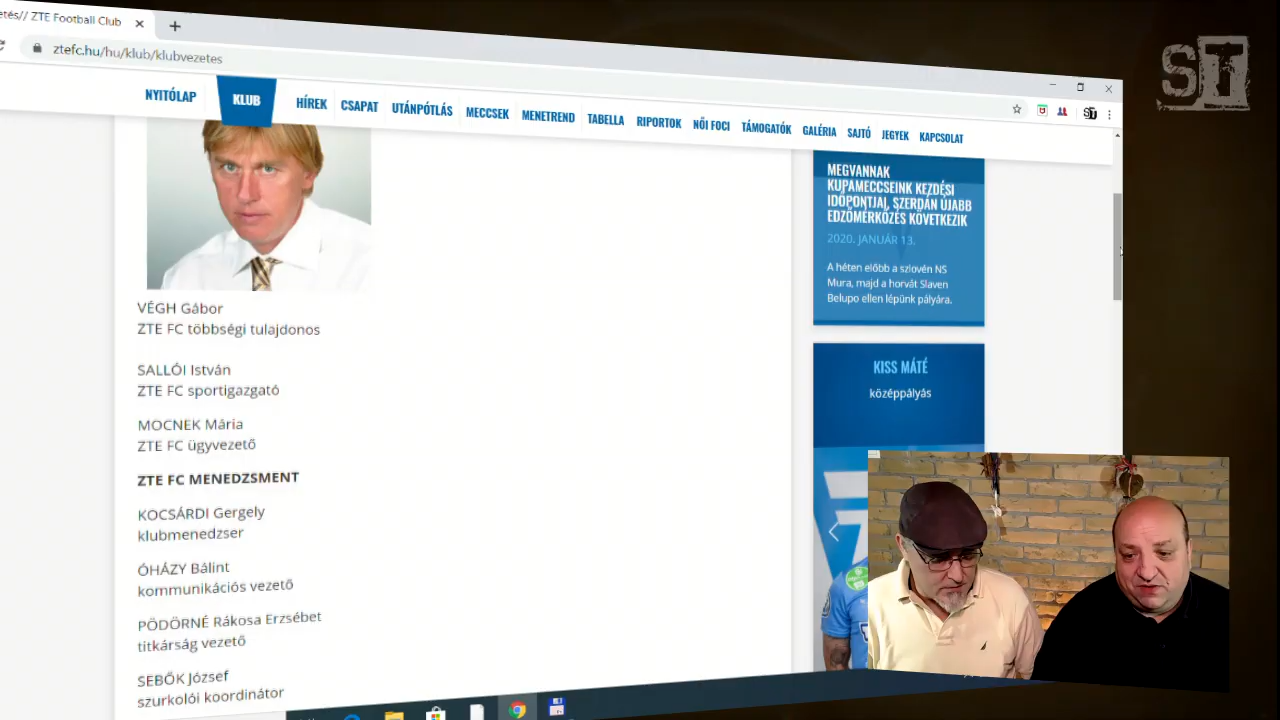 etés// ZTE Football Club
ztefc.hu/hu/klub/klubvezetes
NYITÓLAP KLUB HÍREK CSAPAT UTÁNPÓTLÁS MECCSEK MENETREND TABELLA RIPORTOK NŐI FOCI TÁMOGATÓK GALÉRIA SAJTÓ JEGYEK KAPCSOLAT
VÉGH Gábor
ZTE FC többségi tulajdonos
SALLÓI István
ZTE FC sportigazgató
MOCNEK Mária
ZTE FC ügyvezető
ZTE FC MENEDZSMENT
KOCSÁRDI Gergely
klubmenedzser
ÓHÁZY Bálint
kommunikációs vezető
PÖDÖRNÉ Rákosa Erzsébet
titkárság vezető
SEBŐK József
szurkolói koordinátor
MEGVANNAK
KUPAMECCSEINK KEZDÉSI
IDŐPONTJAI, SZERDÁN ÚJABB
EDZŐMÉRKŐZÉS KÖVETKEZIK
2020. JANUÁR 13.
A héten előbb a szlovén NS
Mura, majd a horvát Slaven
Belupo ellen lépünk pályára.
KISS MÁTÉ
középpályás
ST